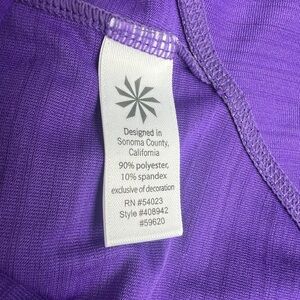 Designed in
Sonoma County,
California
90% polyester,
10% spandex
exclusive of decoration
RN #54023
Style #408942
#59620